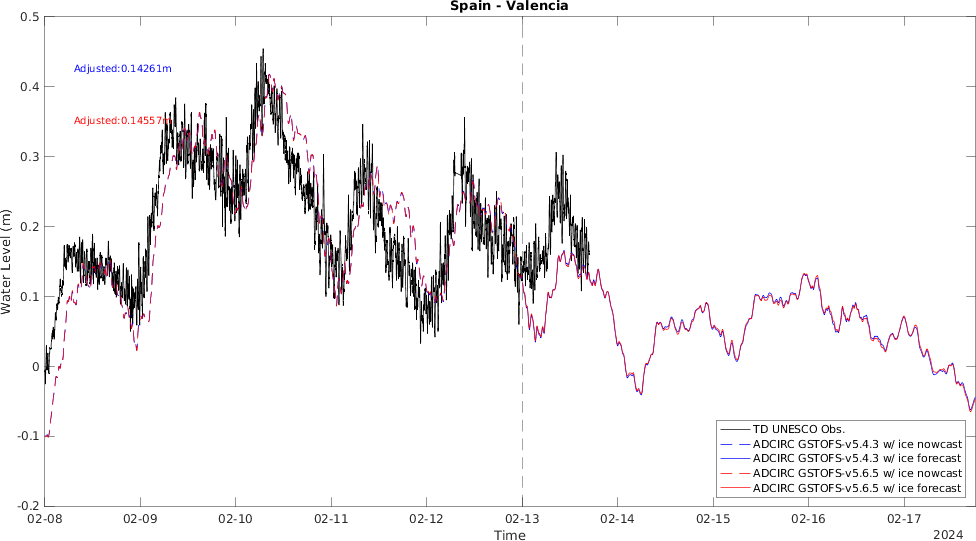 Spain - Valencia
0.5
0.4
0.3
0.2
0.1
0
-0.1
-0.2
Water Level (m)
Adjusted:0.14261m
Adjusted:0.14557m
TD UNESCO Obs.
ADCIRC GSTOFS-v5.4.3 w/ ice nowcast
ADCIRC GSTOFS-v5.4.3 w/ ice forecast
ADCIRC GSTOFS-v5.6.5 w/ ice nowcast
ADCIRC GSTOFS-v5.6.5 w/ ice forecast
02-08 02-09 02-10 02-11 02-12 02-13 02-14 02-15 02-16 02-17
Time
2024